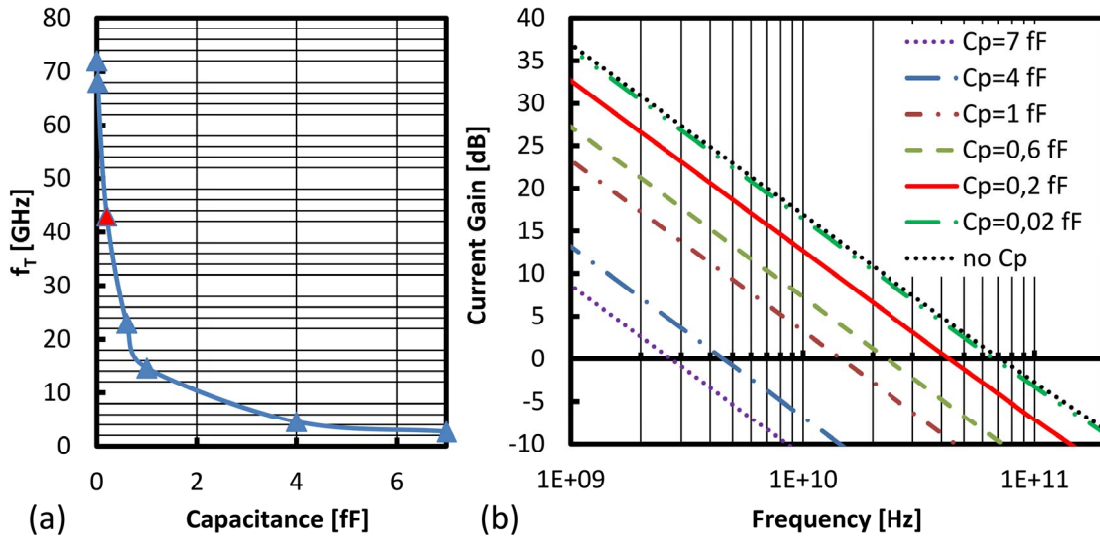 80
70
60
50
40
30
20
10
0
f_T [GHz]
0 2 4 6
Capacitance [fF]
(a)
40
35
30
25
20
15
10
5
0
-5
-10
Current Gain [dB]
Cp=7 fF
Cp=4 fF
Cp=1 fF
Cp=0,6 fF
Cp=0,2 fF
Cp=0,02 fF
no Cp
1E+09 1E+10 1E+11
Frequency [Hz]
(b)